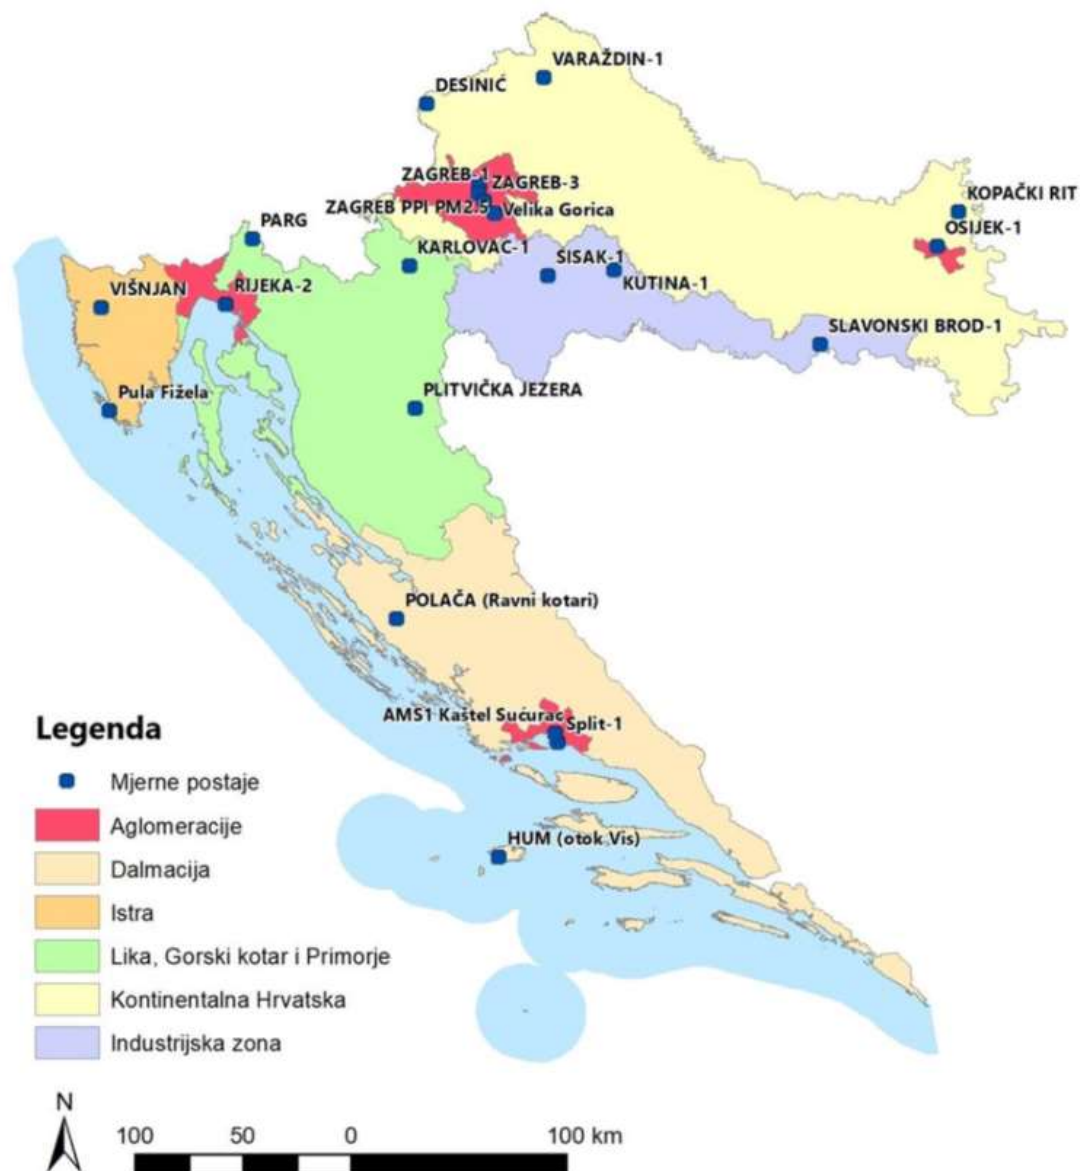 VARAŽDIN-1
DESINIĆ
ZAGREB-1
ZAGREB-3
KOPAČKI RIT
ZAGREB PPI PM2.5
Velika Gorica
PARG
OSIJEK-1
KARLOVAC-1
SISAK-1
VIŠNJAN
RIJEKA-2
KUTINA-1
SLAVONSKI BROD-1
Pula Fižela
PLITVIČKA JEZERA
POLAČA (Ravni kotari)
AMS1 Kaštel Sućurac
Split-1
HUM (otok Vis)
Legenda
Mjerne postaje
Aglomeracije
Dalmacija
Istra
Lika, Gorski kotar i Primorje
Kontinentalna Hrvatska
Industrijska zona
N
100 50 0 100 km